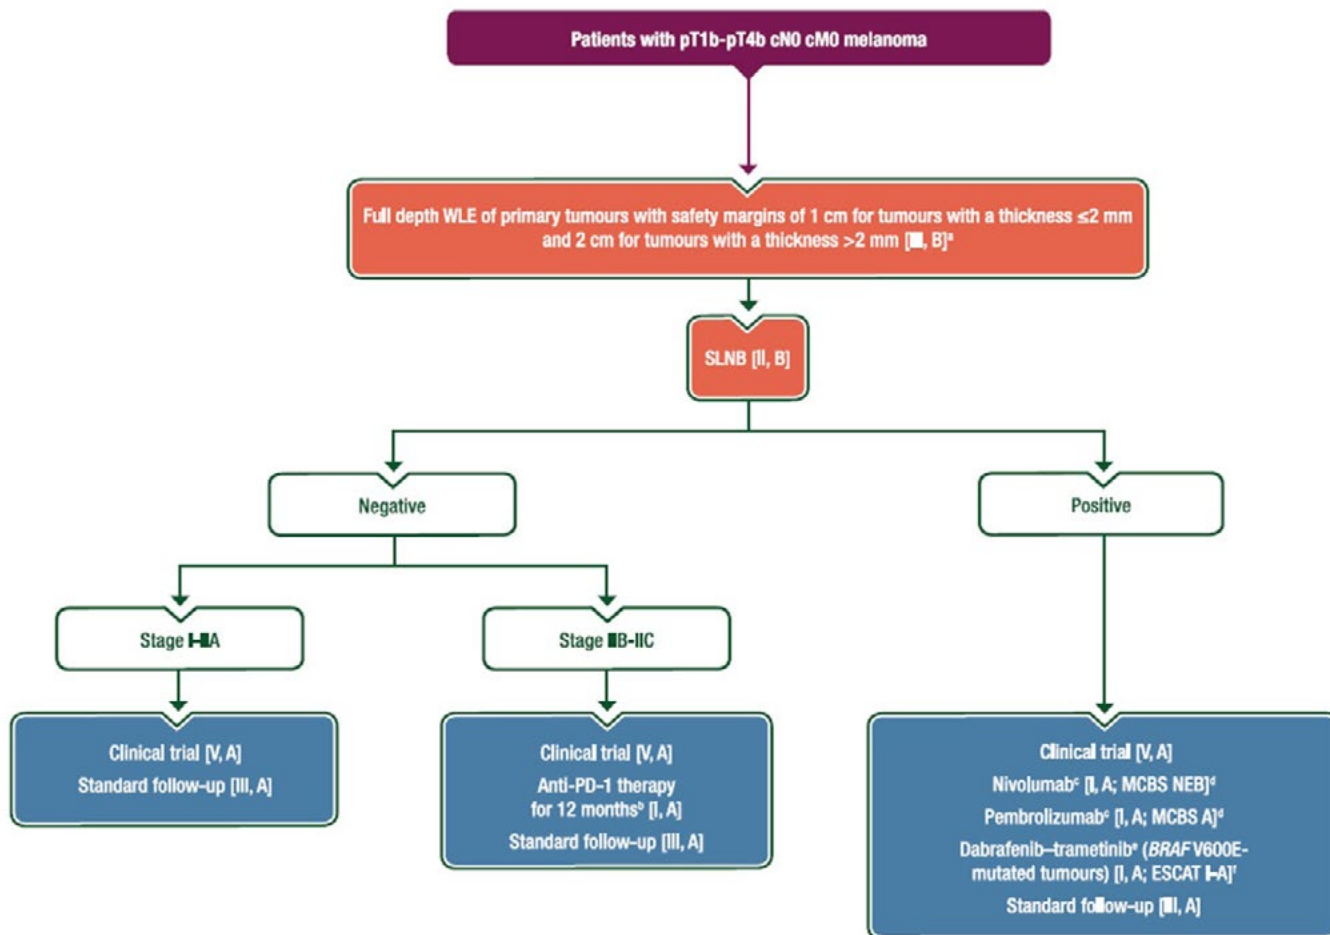 Patients with pT1b-pT4b cN0 cM0 melanoma
Full depth WLE of primary tumours with safety margins of 1 cm for tumours with a thickness ≤2 mm
and 2 cm for tumours with a thickness >2 mm [III, B]ᵃ
SLNB [II, B]
Negative
Positive
Stage I-IIA
Stage IIB-IIC
Clinical trial [V, A]
Standard follow-up [III, A]
Clinical trial [V, A]
Anti-PD-1 therapy
for 12 monthsᵇ [I, A]
Standard follow-up [III, A]
Clinical trial [V, A]
Nivolumabᶜ [I, A; MCBS NEB]ᵈ
Pembrolizumabᶜ [I, A; MCBS A]ᵈ
Dabrafenib–trametinibᵉ (BRAF V600E-
mutated tumours) [I, A; ESCAT I-A]ᶠ
Standard follow-up [III, A]